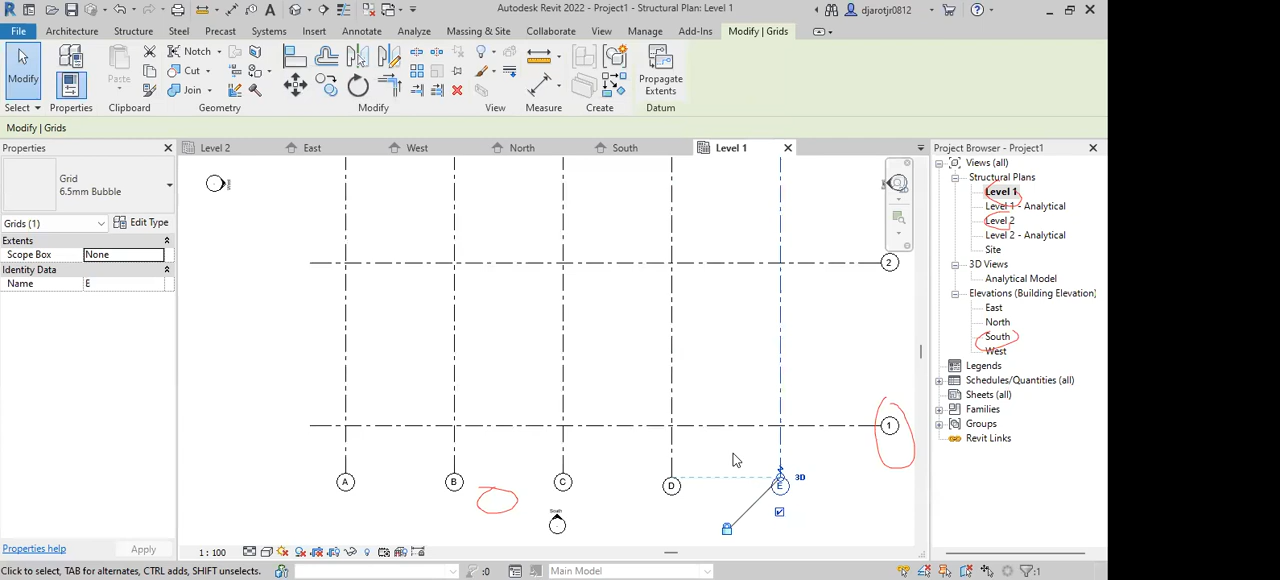 Autodesk Revit 2022 - Project1 - Structural Plan: Level 1
djarotjr0812
File Architecture Structure Steel Precast Systems Insert Annotate Analyze Massing & Site Collaborate View Manage Add-Ins Modify | Grids
Modify
Paste
Notch
Cut
Join
Propagate
Extents
Select Properties Clipboard Geometry Modify View Measure Create Datum
Modify | Grids
Properties
Level 2 East West North South Level 1
Project Browser - Project1
Grid
6.5mm Bubble
Grids (1) Edit Type
Extents
Scope Box None
Identity Data
Name E
2
1
A B C D E
3D
South
Views (all)
Structural Plans
Level 1
Level 1 - Analytical
Level 2
Level 2 - Analytical
Site
3D Views
Analytical Model
Elevations (Building Elevation)
East
North
South
West
Legends
Schedules/Quantities (all)
Sheets (all)
Families
Groups
Revit Links
Properties help Apply
1 : 100
Click to select, TAB for alternates, CTRL adds, SHIFT unselects.
:0
Main Model
:1